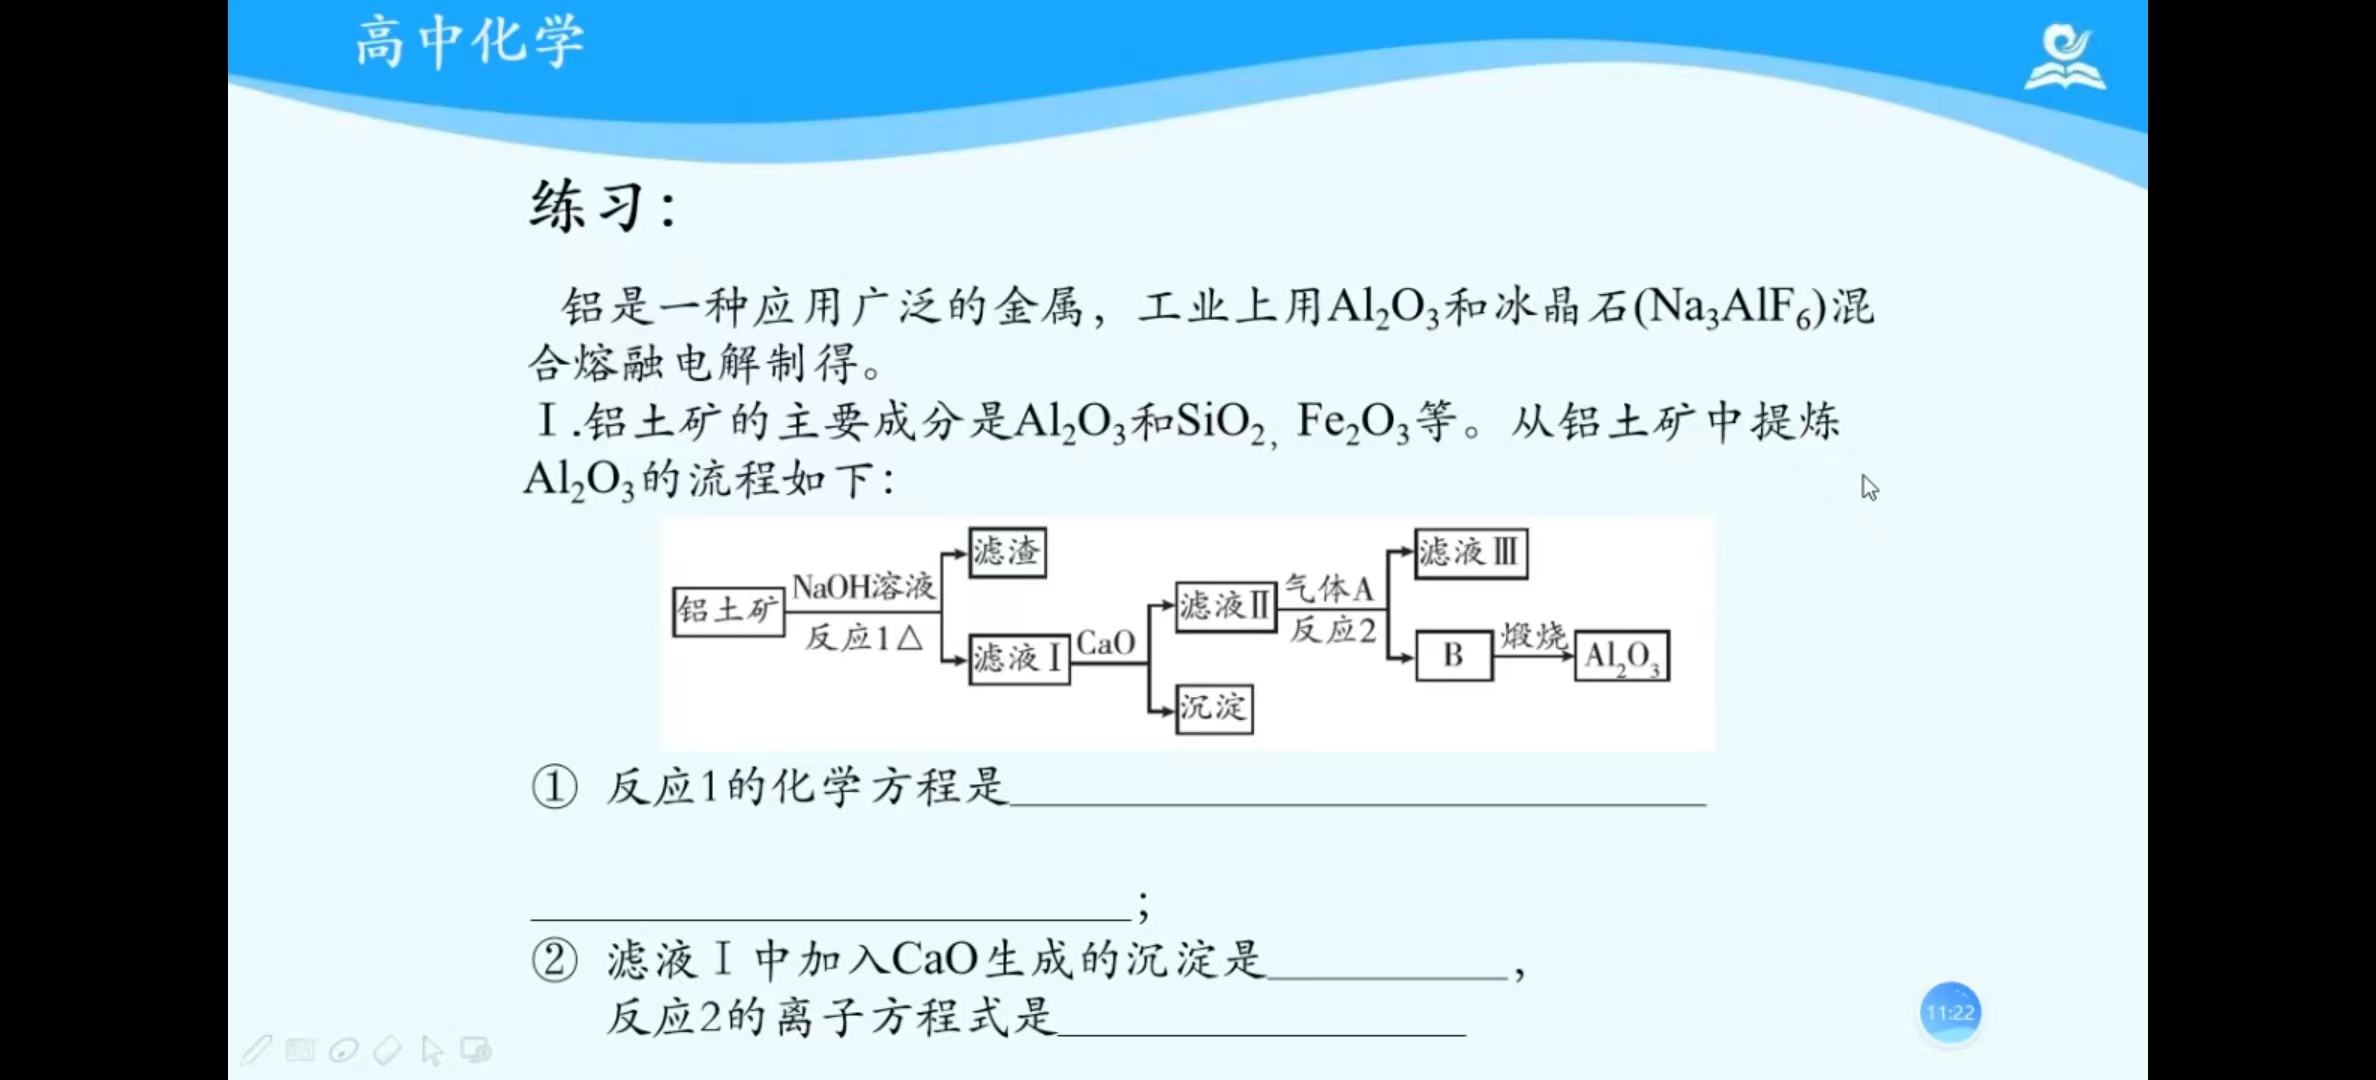 高中化学
练习：
铝是一种应用广泛的金属，工业上用Al₂O₃和冰晶石(Na₃AlF₆)混
合熔融电解制得。
Ⅰ.铝土矿的主要成分是Al₂O₃和SiO₂, Fe₂O₃等。从铝土矿中提炼
Al₂O₃的流程如下：
铝土矿
NaOH溶液
反应1△
滤渣
滤液Ⅰ
CaO
滤液Ⅱ
沉淀
气体A
反应2
滤液Ⅲ
B
煅烧
Al₂O₃
① 反应1的化学方程是
；
② 滤液Ⅰ中加入CaO生成的沉淀是，
反应2的离子方程式是
11:22